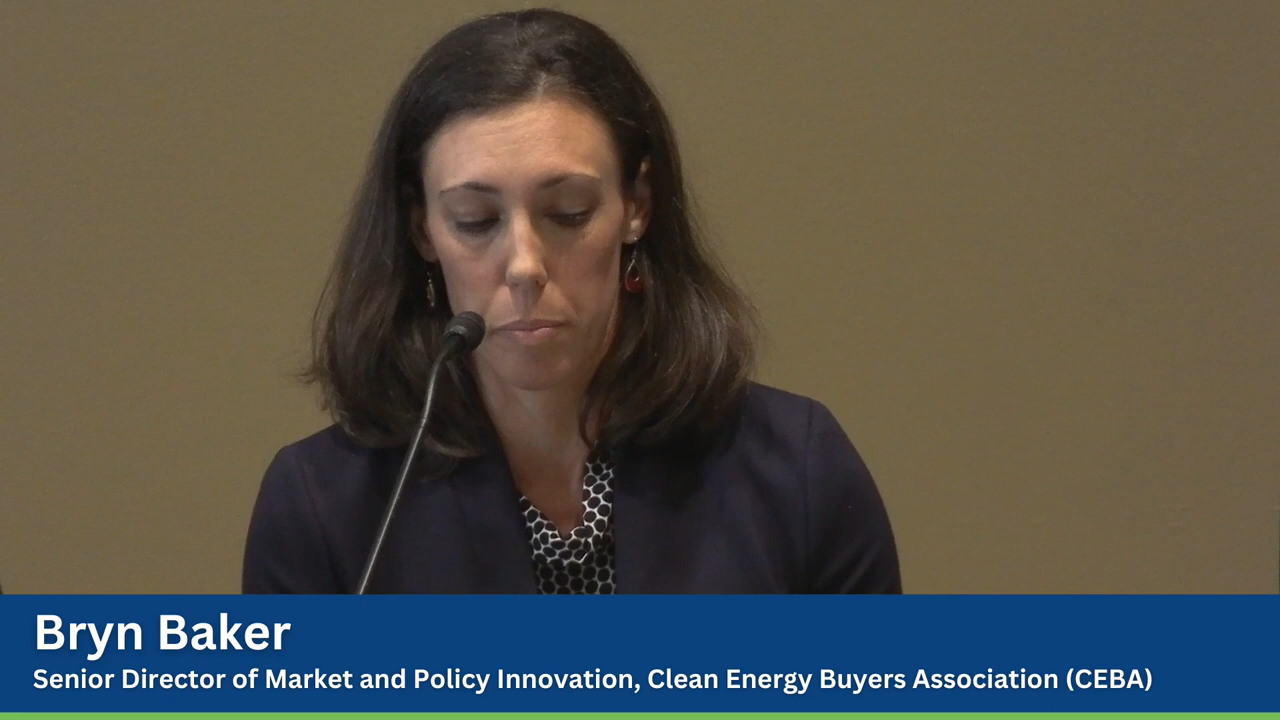 Bryn Baker
Senior Director of Market and Policy Innovation, Clean Energy Buyers Association (CEBA)